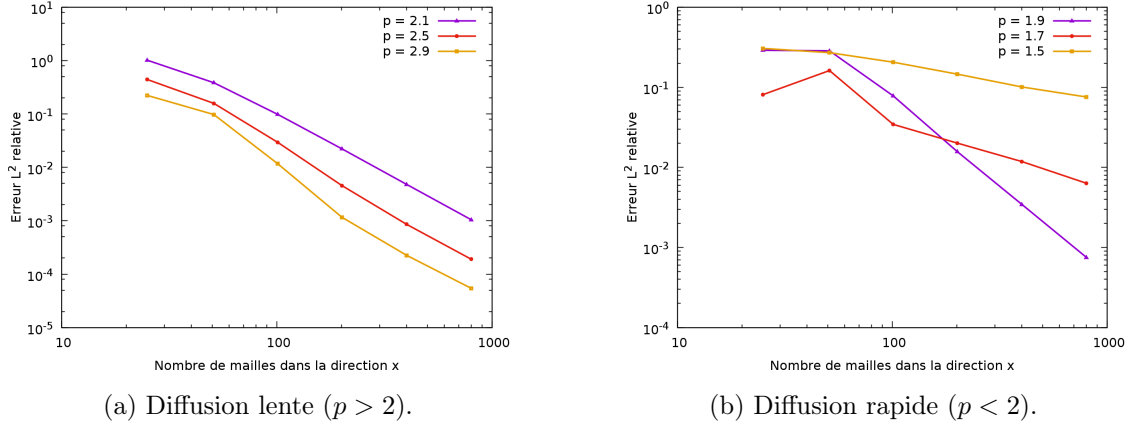 10^1
10^0
10^-1
10^-2
10^-3
10^-4
10^-5
10
100
1000
Erreur L^2 relative
Nombre de mailles dans la direction x
p = 2.1
p = 2.5
p = 2.9
(a) Diffusion lente (p > 2).
10^0
10^-1
10^-2
10^-3
10^-4
10
100
1000
Erreur L^2 relative
Nombre de mailles dans la direction x
p = 1.9
p = 1.7
p = 1.5
(b) Diffusion rapide (p < 2).